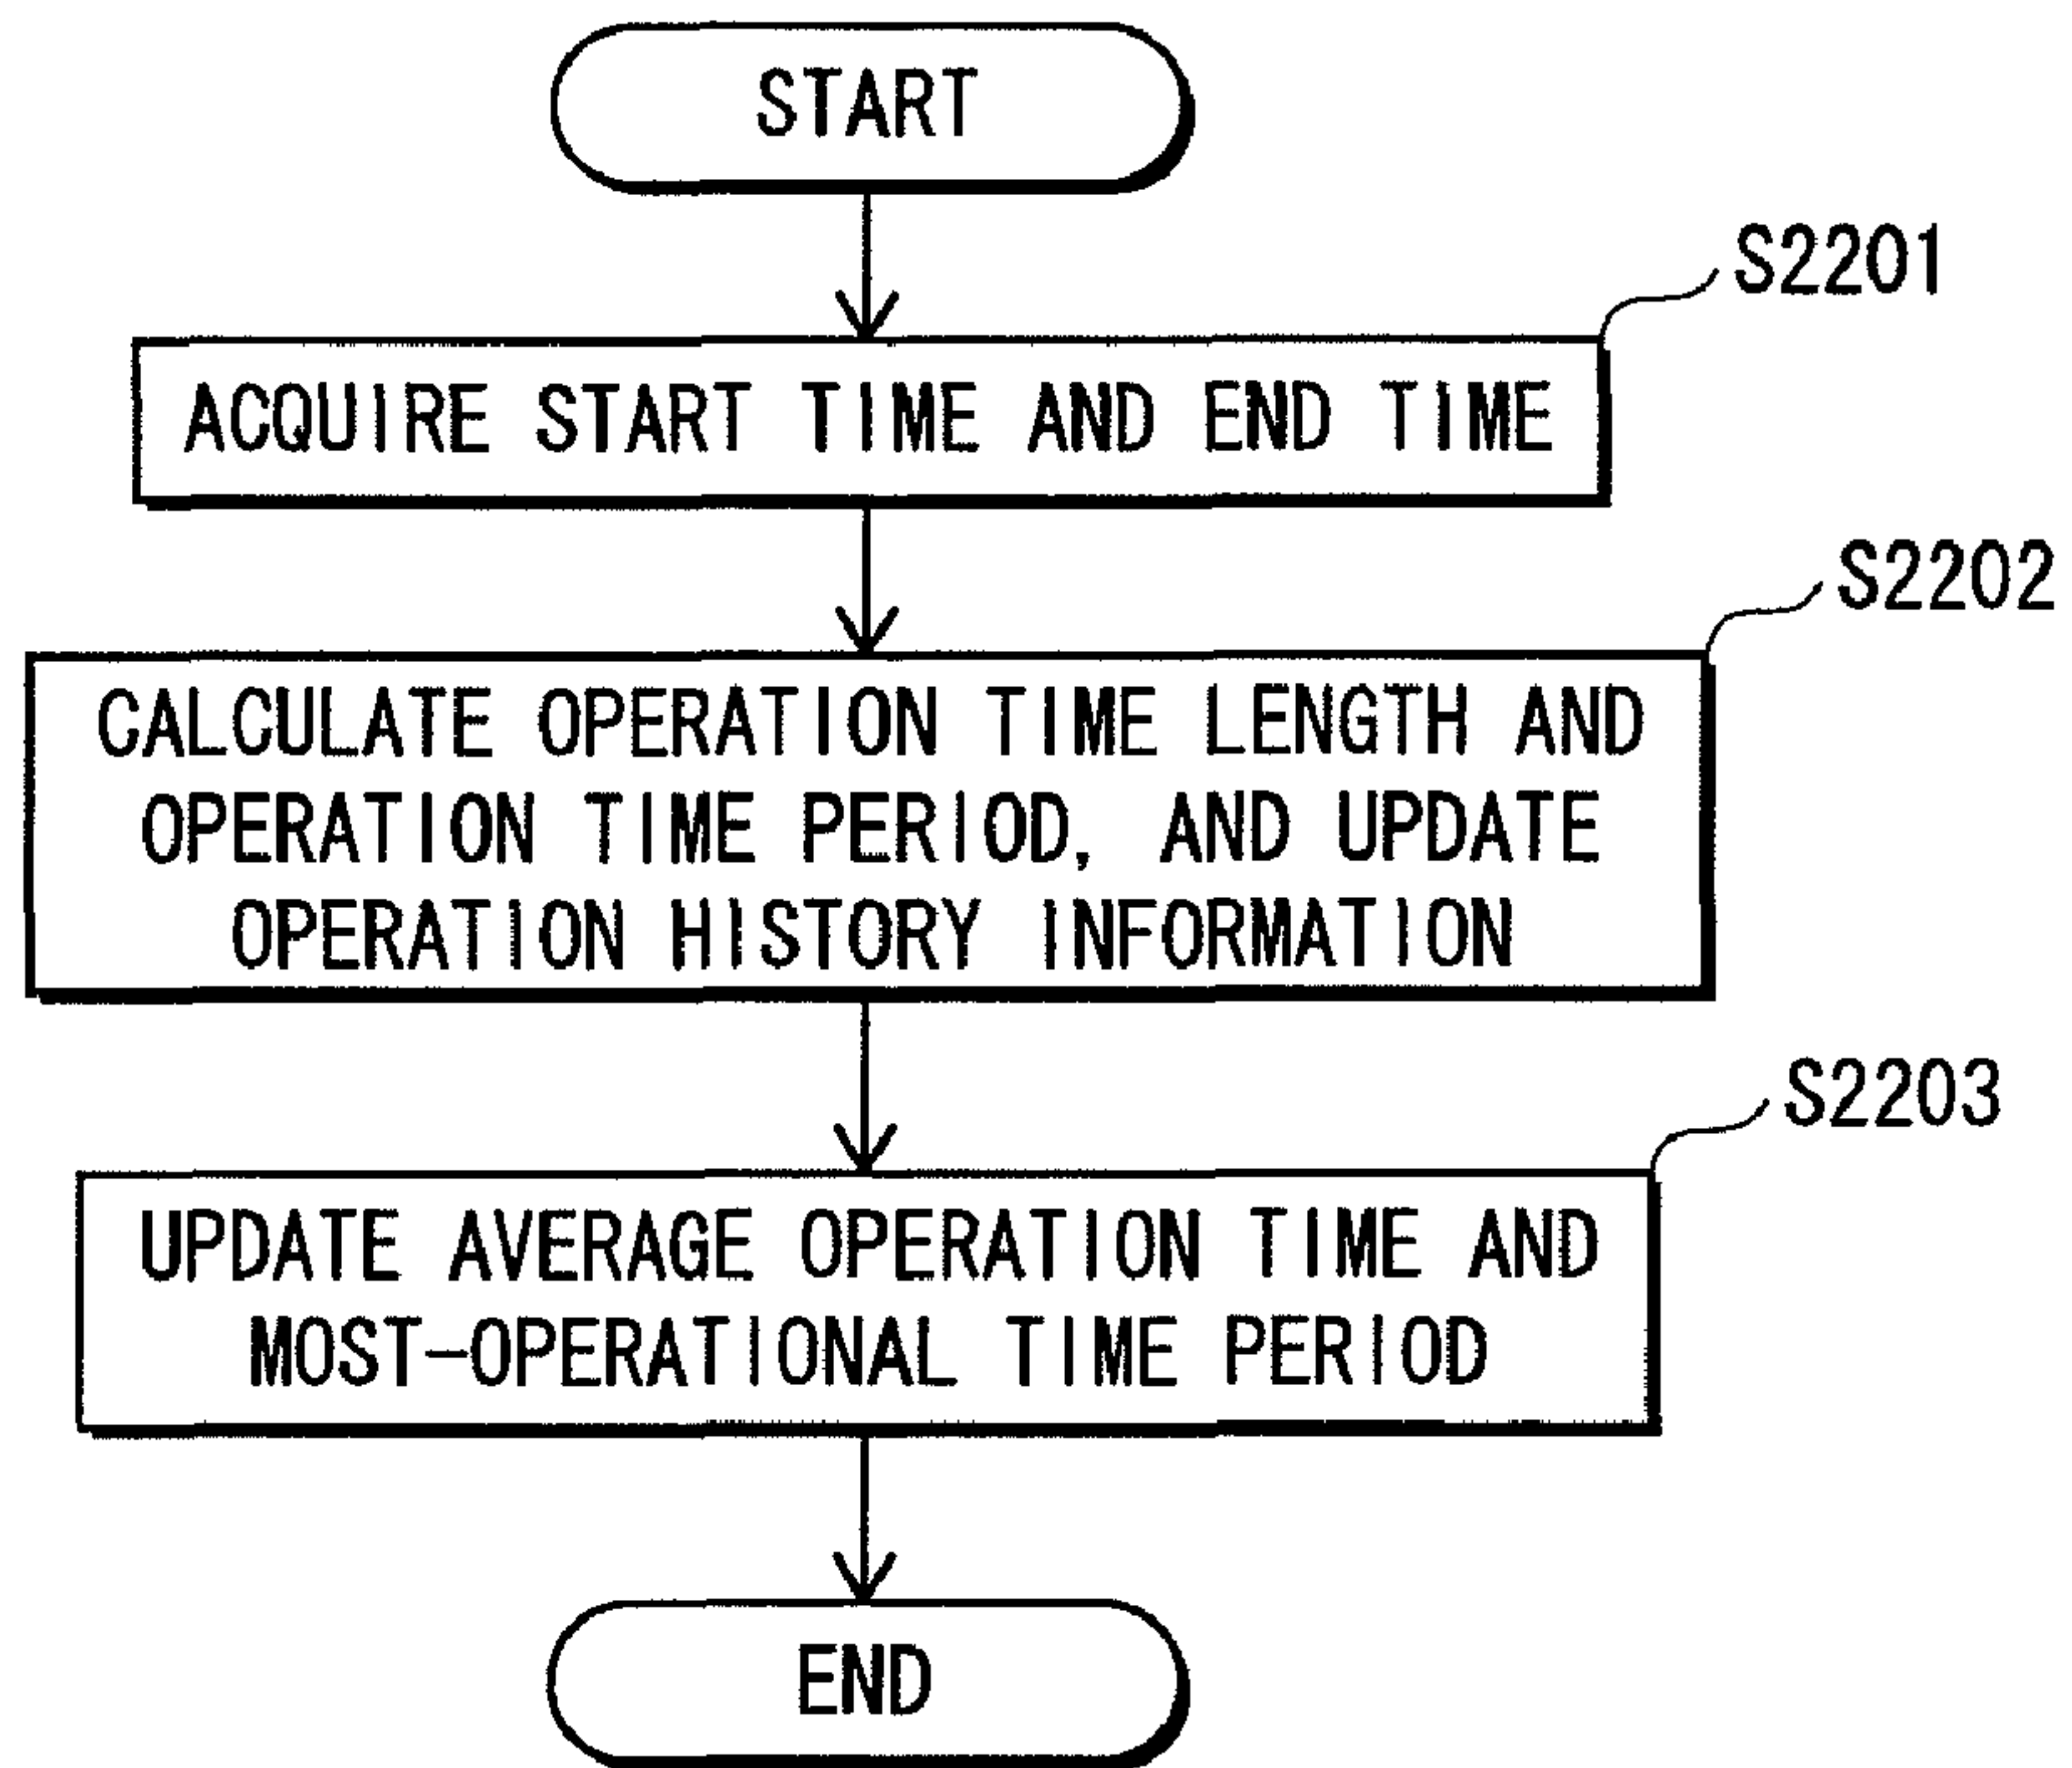 START
S2201
ACQUIRE START TIME AND END TIME
S2202
CALCULATE OPERATION TIME LENGTH AND
OPERATION TIME PERIOD, AND UPDATE
OPERATION HISTORY INFORMATION
S2203
UPDATE AVERAGE OPERATION TIME AND
MOST-OPERATIONAL TIME PERIOD
END